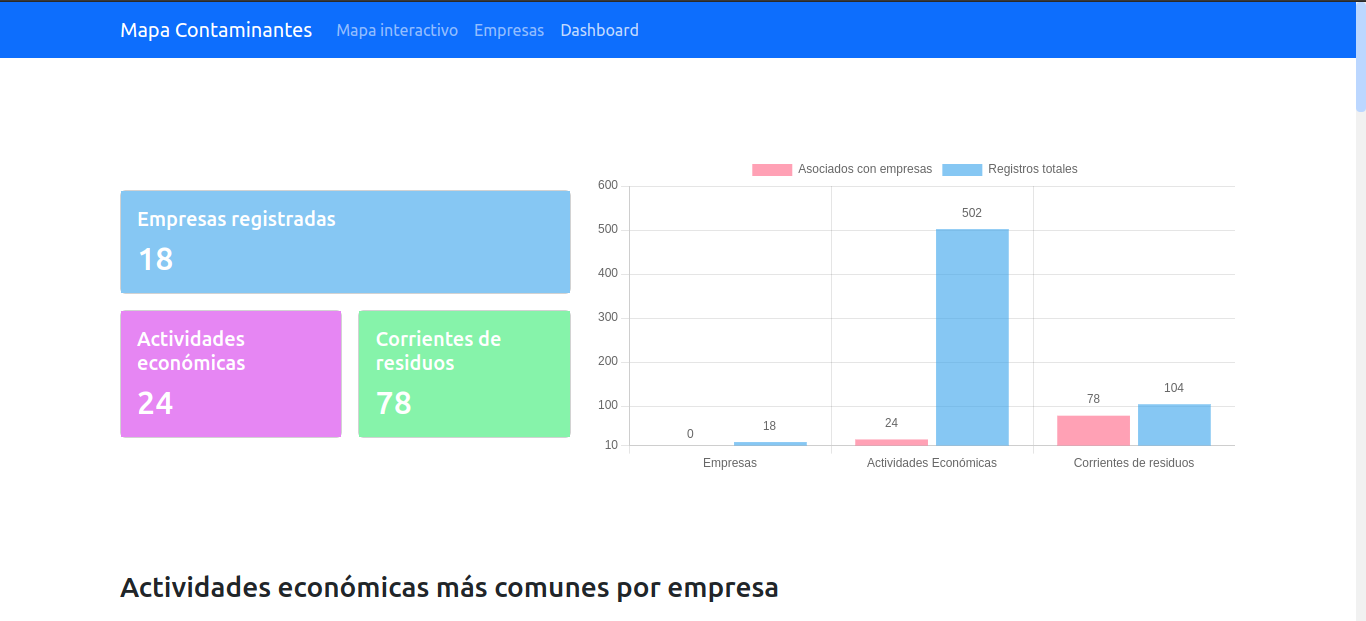 Mapa Contaminantes Mapa interactivo Empresas Dashboard
Empresas registradas
18
Actividades
económicas
24
Corrientes de
residuos
78
Asociados con empresas Registros totales
600
500
400
300
200
100
10
0
18
24
502
78
104
Empresas Actividades Económicas Corrientes de residuos
Actividades económicas más comunes por empresa